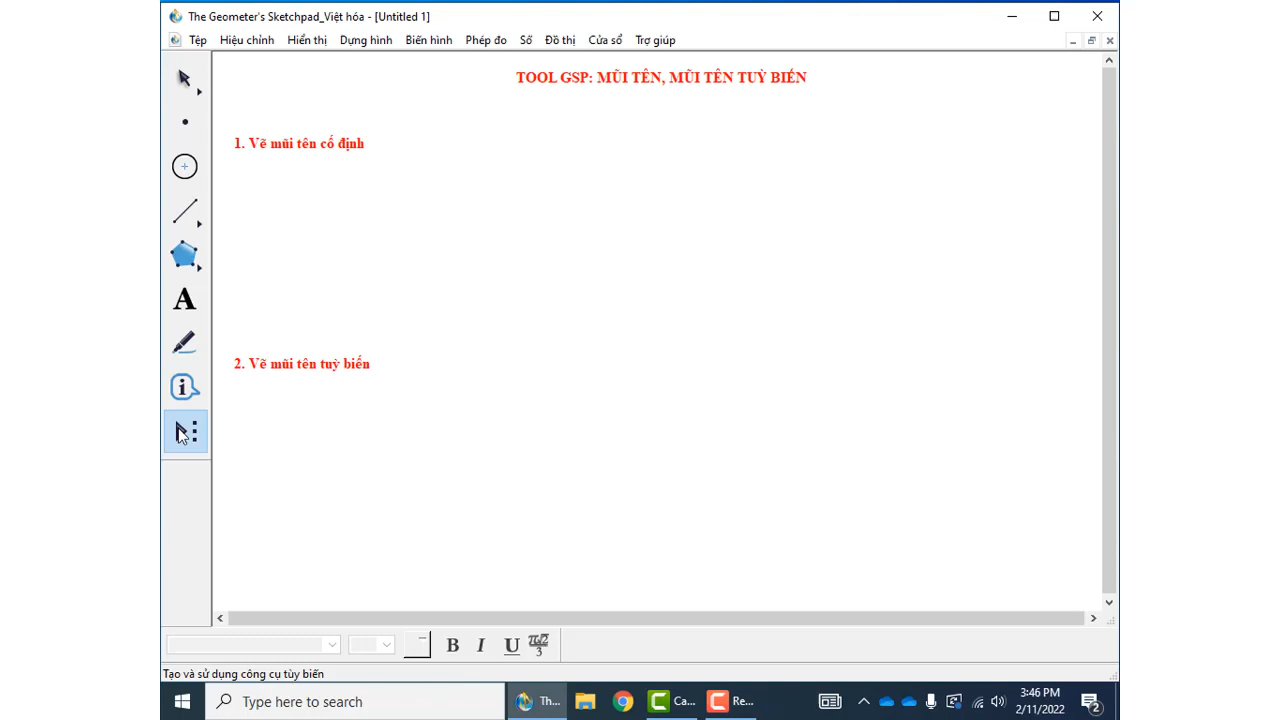 The Geometer's Sketchpad_Việt hóa - [Untitled 1]
Tệp Hiệu chỉnh Hiển thị Dựng hình Biến hình Phép đo Số Đồ thị Cửa sổ Trợ giúp
TOOL GSP: MŨI TÊN, MŨI TÊN TUỲ BIẾN
1. Vẽ mũi tên cố định
A
2. Vẽ mũi tên tuỳ biến
B I U
Tạo và sử dụng công cụ tùy biến
Type here to search
Th...
Ca...
Re...
3:46 PM
2/11/2022
2